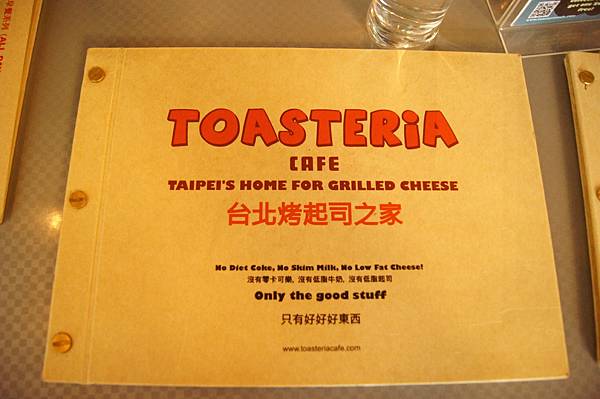 TOASTERiA
CAFE
TAIPEI'S HOME FOR GRILLED CHEESE
台北烤起司之家
No Diet Coke, No Skim Milk, No Low Fat Cheese!
沒有零卡可樂, 沒有低脂牛奶, 沒有低脂起司
Only the good stuff
只有好好好東西
www.toasteriacafe.com